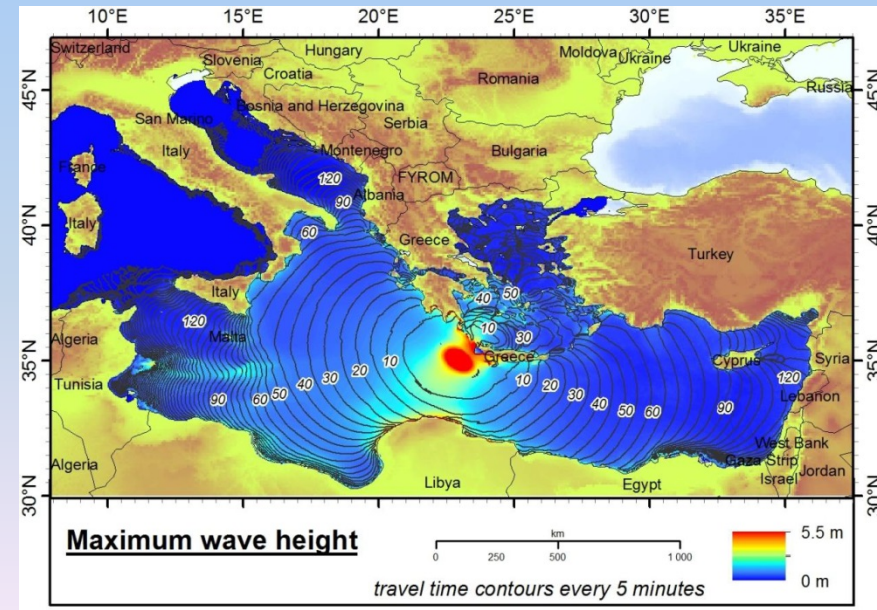 10°E 15°E 20°E 25°E 30°E 35°E
Switzerland
Slovenia
Hungary
Croatia
Moldova
Ukraine
Ukraine
Russia
Romania
45°N
45°N
Bosnia and Herzegovina
San Marino
Serbia
Italy
Montenegro
Bulgaria
France
FYROM
120
Albania
90
Italy
40°N
40°N
60
Greece
Turkey
Italy
50
40
Algeria
120
Malta
10
30
35°N
35°N
Greece
Cyprus
Syria
Tunisia
90 60 50 40 30 20 10
10 20 30 40 50 60 90 120
Lebanon
West Bank
Gaza Strip
Jordan
Israel
Algeria
Libya
Egypt
30°N
30°N
Maximum wave height
km
0 250 500 1 000
travel time contours every 5 minutes
5.5 m
0 m